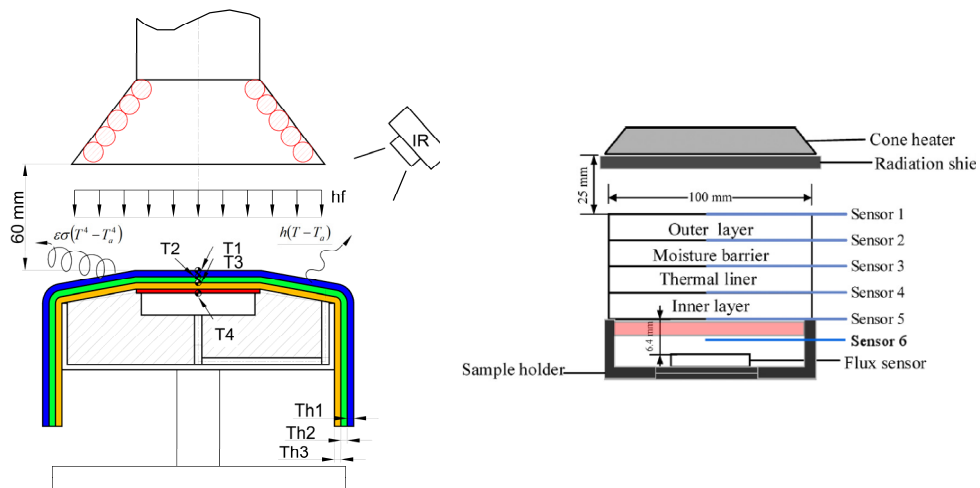 IR
60 mm
hf
εσ(T⁴−Tₐ⁴)
h(T−Tₐ)
T2
T1
T3
T4
Th1
Th2
Th3
Cone heater
Radiation shie
25 mm
100 mm
Sensor 1
Outer layer
Sensor 2
Moisture barrier
Sensor 3
Thermal liner
Sensor 4
Inner layer
Sensor 5
6.4 mm
Sensor 6
Flux sensor
Sample holder